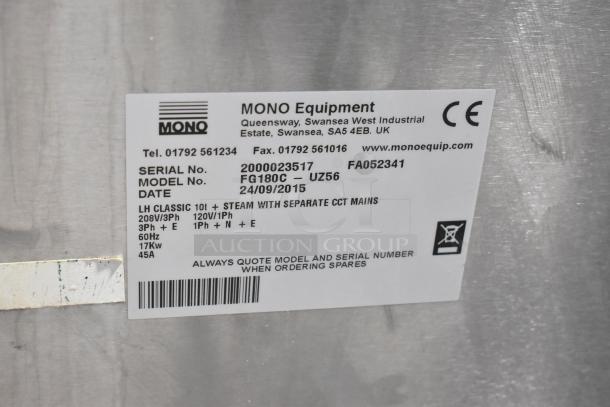 MONO
MONO Equipment
Queensway, Swansea West Industrial
Estate, Swansea, SA5 4EB. UK
CE
Tel. 01792 561234 Fax. 01792 561016 www.monoequip.com
SERIAL No. 2000023517 FA052341
MODEL No. FG180C - UZ56
DATE 24/09/2015
LH CLASSIC 10t + STEAM WITH SEPARATE CCT MAINS
208V/3Ph 120V/1Ph
3Ph + E 1Ph + N + E
60Hz
17Kw
45A
AUCTION GROUP
ALWAYS QUOTE MODEL AND SERIAL NUMBER
WHEN ORDERING SPARES